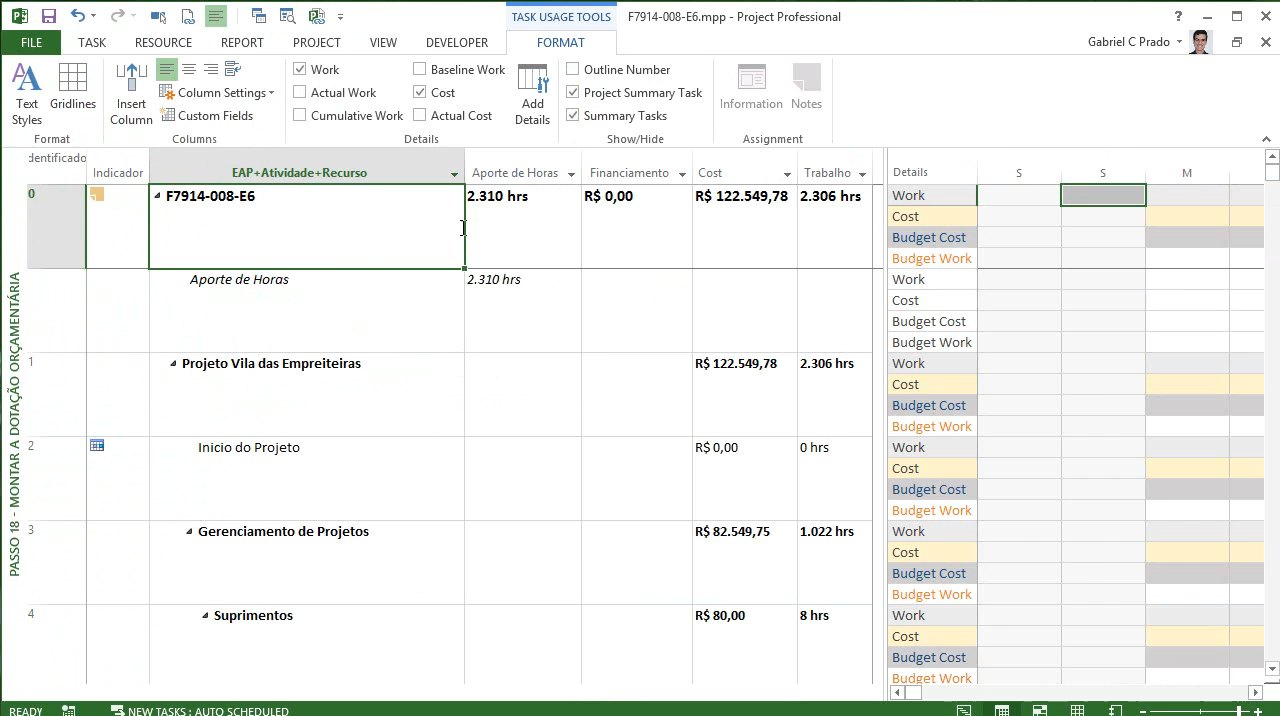 TASK USAGE TOOLS
F7914-008-E6.mpp - Project Professional
FILE
TASK
RESOURCE
REPORT
PROJECT
VIEW
DEVELOPER
FORMAT
Gabriel C Prado
Text Styles
Gridlines
Format
Insert Column
Column Settings
Custom Fields
Columns
Work
Actual Work
Cumulative Work
Baseline Work
Cost
Actual Cost
Details
Add Details
Outline Number
Project Summary Task
Summary Tasks
Show/Hide
Information
Notes
Assignment
PASSO 18 - MONTAR A DOTAÇÃO ORÇAMENTÁRIA
dentificado Indicador EAP+Atividade+Recurso Aporte de Horas Financiamento Cost Trabalho
0 F7914-008-E6 2.310 hrs R$ 0,00 R$ 122.549,78 2.306 hrs
Aporte de Horas 2.310 hrs
1 Projeto Vila das Empreiteiras R$ 122.549,78 2.306 hrs
2 Inicio do Projeto R$ 0,00 0 hrs
3 Gerenciamento de Projetos R$ 82.549,75 1.022 hrs
4 Suprimentos R$ 80,00 8 hrs
Details S S M
Work
Cost
Budget Cost
Budget Work
Work
Cost
Budget Cost
Budget Work
Work
Cost
Budget Cost
Budget Work
Work
Cost
Budget Cost
Budget Work
Work
Cost
Budget Cost
Budget Work
Work
Cost
Budget Cost
Budget Work
READY
NEW TASKS : AUTO SCHEDULED